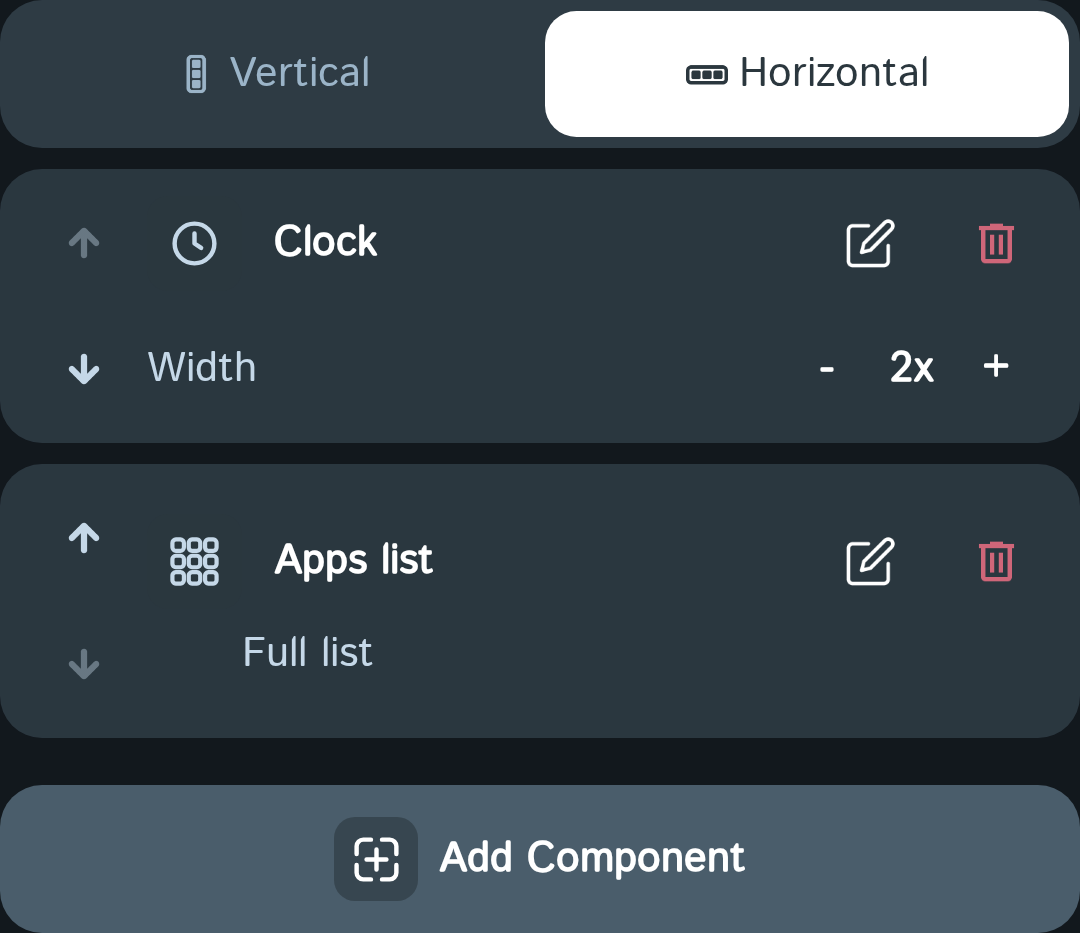 Vertical
Horizontal
Clock
Width
- 2x +
Apps list
Full list
Add Component